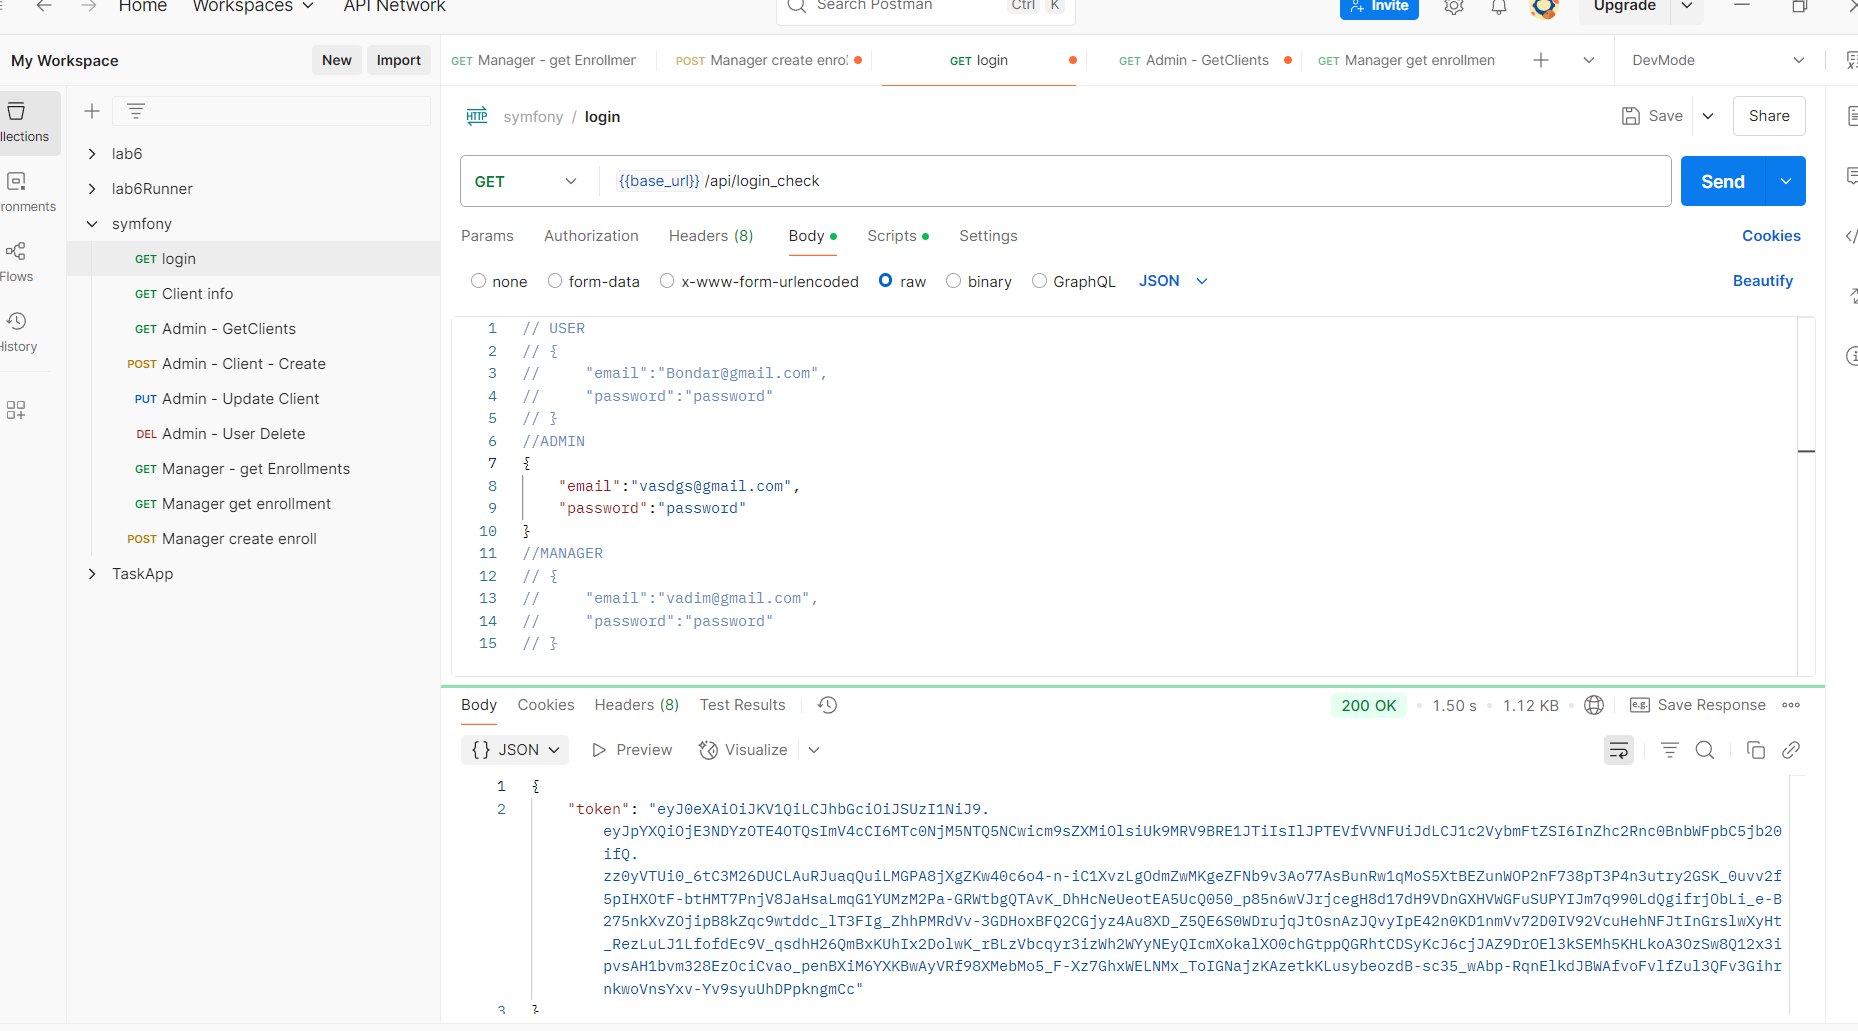 Home
Workspaces
API Network
Search Postman
Ctrl
K
Invite
Upgrade
My Workspace
New
Import
GET Manager - get Enrollmer
POST Manager create enrol
GET login
GET Admin - GetClients
GET Manager get enrollmen
DevMode
llections
ronments
Flows
History
lab6
lab6Runner
symfony
GET login
GET Client info
GET Admin - GetClients
POST Admin - Client - Create
PUT Admin - Update Client
DEL Admin - User Delete
GET Manager - get Enrollments
GET Manager get enrollment
POST Manager create enroll
TaskApp
HTTP symfony / login
Save
Share
GET
{{base_url}}/api/login_check
Send
Params
Authorization
Headers (8)
Body
Scripts
Settings
Cookies
none
form-data
x-www-form-urlencoded
raw
binary
GraphQL
JSON
Beautify
1 // USER
2 // {
3 // "email":"Bondar@gmail.com",
4 // "password":"password"
5 // }
6 //ADMIN
7 {
8 "email":"vasdgs@gmail.com",
9 "password":"password"
10 }
11 //MANAGER
12 // {
13 // "email":"vadim@gmail.com",
14 // "password":"password"
15 // }
Body
Cookies
Headers (8)
Test Results
200 OK
1.50 s
1.12 KB
e.g. Save Response
{} JSON
Preview
Visualize
1 {
2 "token": "eyJ0eXAiOiJKV1QiLCJhbGciOiJSUzI1NiJ9.
eyJpYXQiOjE3NDYzOTE4OTQsImV4cCI6MTc0NjM5NTQ5NCwicm9sZXMiOlsiUk9MRV9BRE1JTiIsIlJPTEVfVVNFUiJdLCJ1c2VybmFtZSI6InZhc2Rnc0BnbWFpbC5jb20
ifQ.
zz0yVTUi0_6tC3M26DUCLAuRJuaqQuiLMGPA8jXgZKw40c6o4-n-iC1XvzLgOdmZwMKgeZFNb9v3Ao77AsBunRw1qMoS5XtBEZunWOP2nF738pT3P4n3utry2GSK_0uvv2f
5pIHXOtF-btHMT7PnjV8JaHsaLmqG1YUMzM2Pa-GRWtbgQTAvK_DhHcNeUeotEA5UcQ050_p85n6wVJrjcegH8d17dH9VDnGXHVWGFuSUPYIJm7q990LdQgifrjObLi_e-B
275nkXvZOjipB8kZqc9wtddc_lT3FIg_ZhhPMRdVv-3GDHoxBFQ2CGjyz4Au8XD_Z5QE6S0WDrujqJtOsnAzJQvyIpE42n0KD1nmVv72D0IV92VcuHehNFJtInGrslwXyHt
_RezLuLJ1LfofdEc9V_qsdhH26QmBxKUhIx2DolwK_rBLzVbcqyr3izWh2WYyNEyQIcmXokalXO0chGtppQGRhtCDSyKcJ6cjJAZ9DrOEl3kSEMh5KHLkoA3OzSw8Q12x3i
pvsAH1bvm328EzOciCvao_penBXiM6YXKBwAyVRf98XMebMo5_F-Xz7GhxWELNMx_ToIGNajzKAzetkKLusybeozdB-sc35_wAbp-RqnElkdJBWAfvoFvlfZul3QFv3Gihr
nkwoVnsYxv-Yv9syuUhDPpkngmCc"
3 }